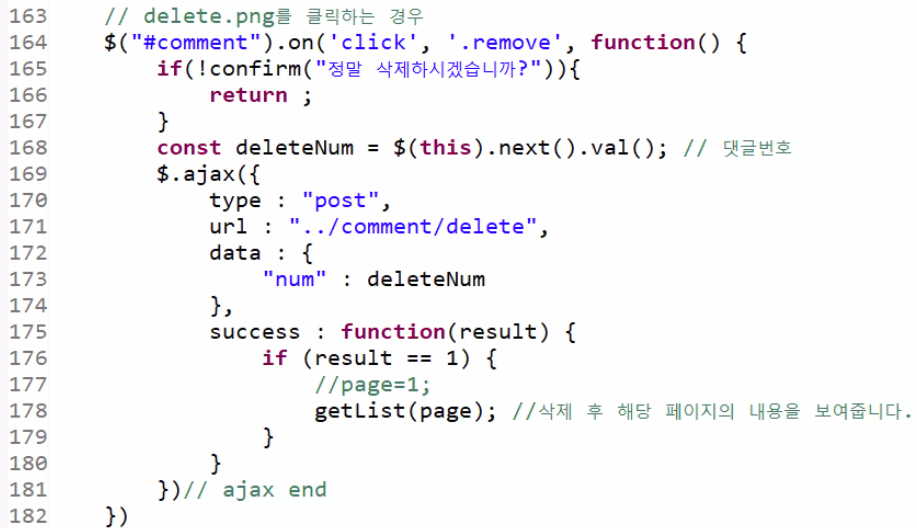 163 // delete.png를 클릭하는 경우
164 $("#comment").on('click', '.remove', function() {
165 if(!confirm("정말 삭제하시겠습니까?")){
166 return ;
167 }
168 const deleteNum = $(this).next().val(); // 댓글번호
169 $.ajax({
170 type : "post",
171 url : "../comment/delete",
172 data : {
173 "num" : deleteNum
174 },
175 success : function(result) {
176 if (result == 1) {
177 //page=1;
178 getList(page); //삭제 후 해당 페이지의 내용을 보여줍니다.
179 }
180 }
181 })// ajax end
182 })